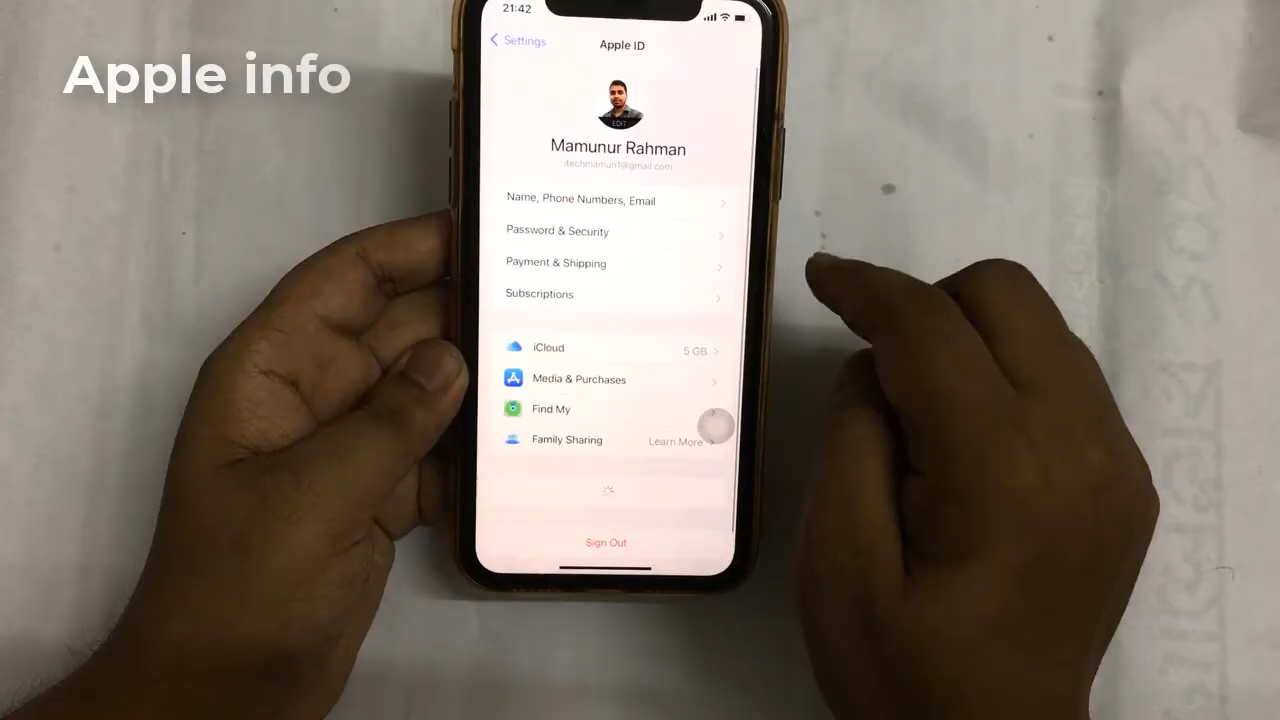 21:42
Apple info
Settings
Apple ID
EDIT
Mamunur Rahman
itechmamun1@gmail.com
Name, Phone Numbers, Email
Password & Security
Payment & Shipping
Subscriptions
iCloud 5 GB
Media & Purchases
Find My
Family Sharing Learn More
Sign Out